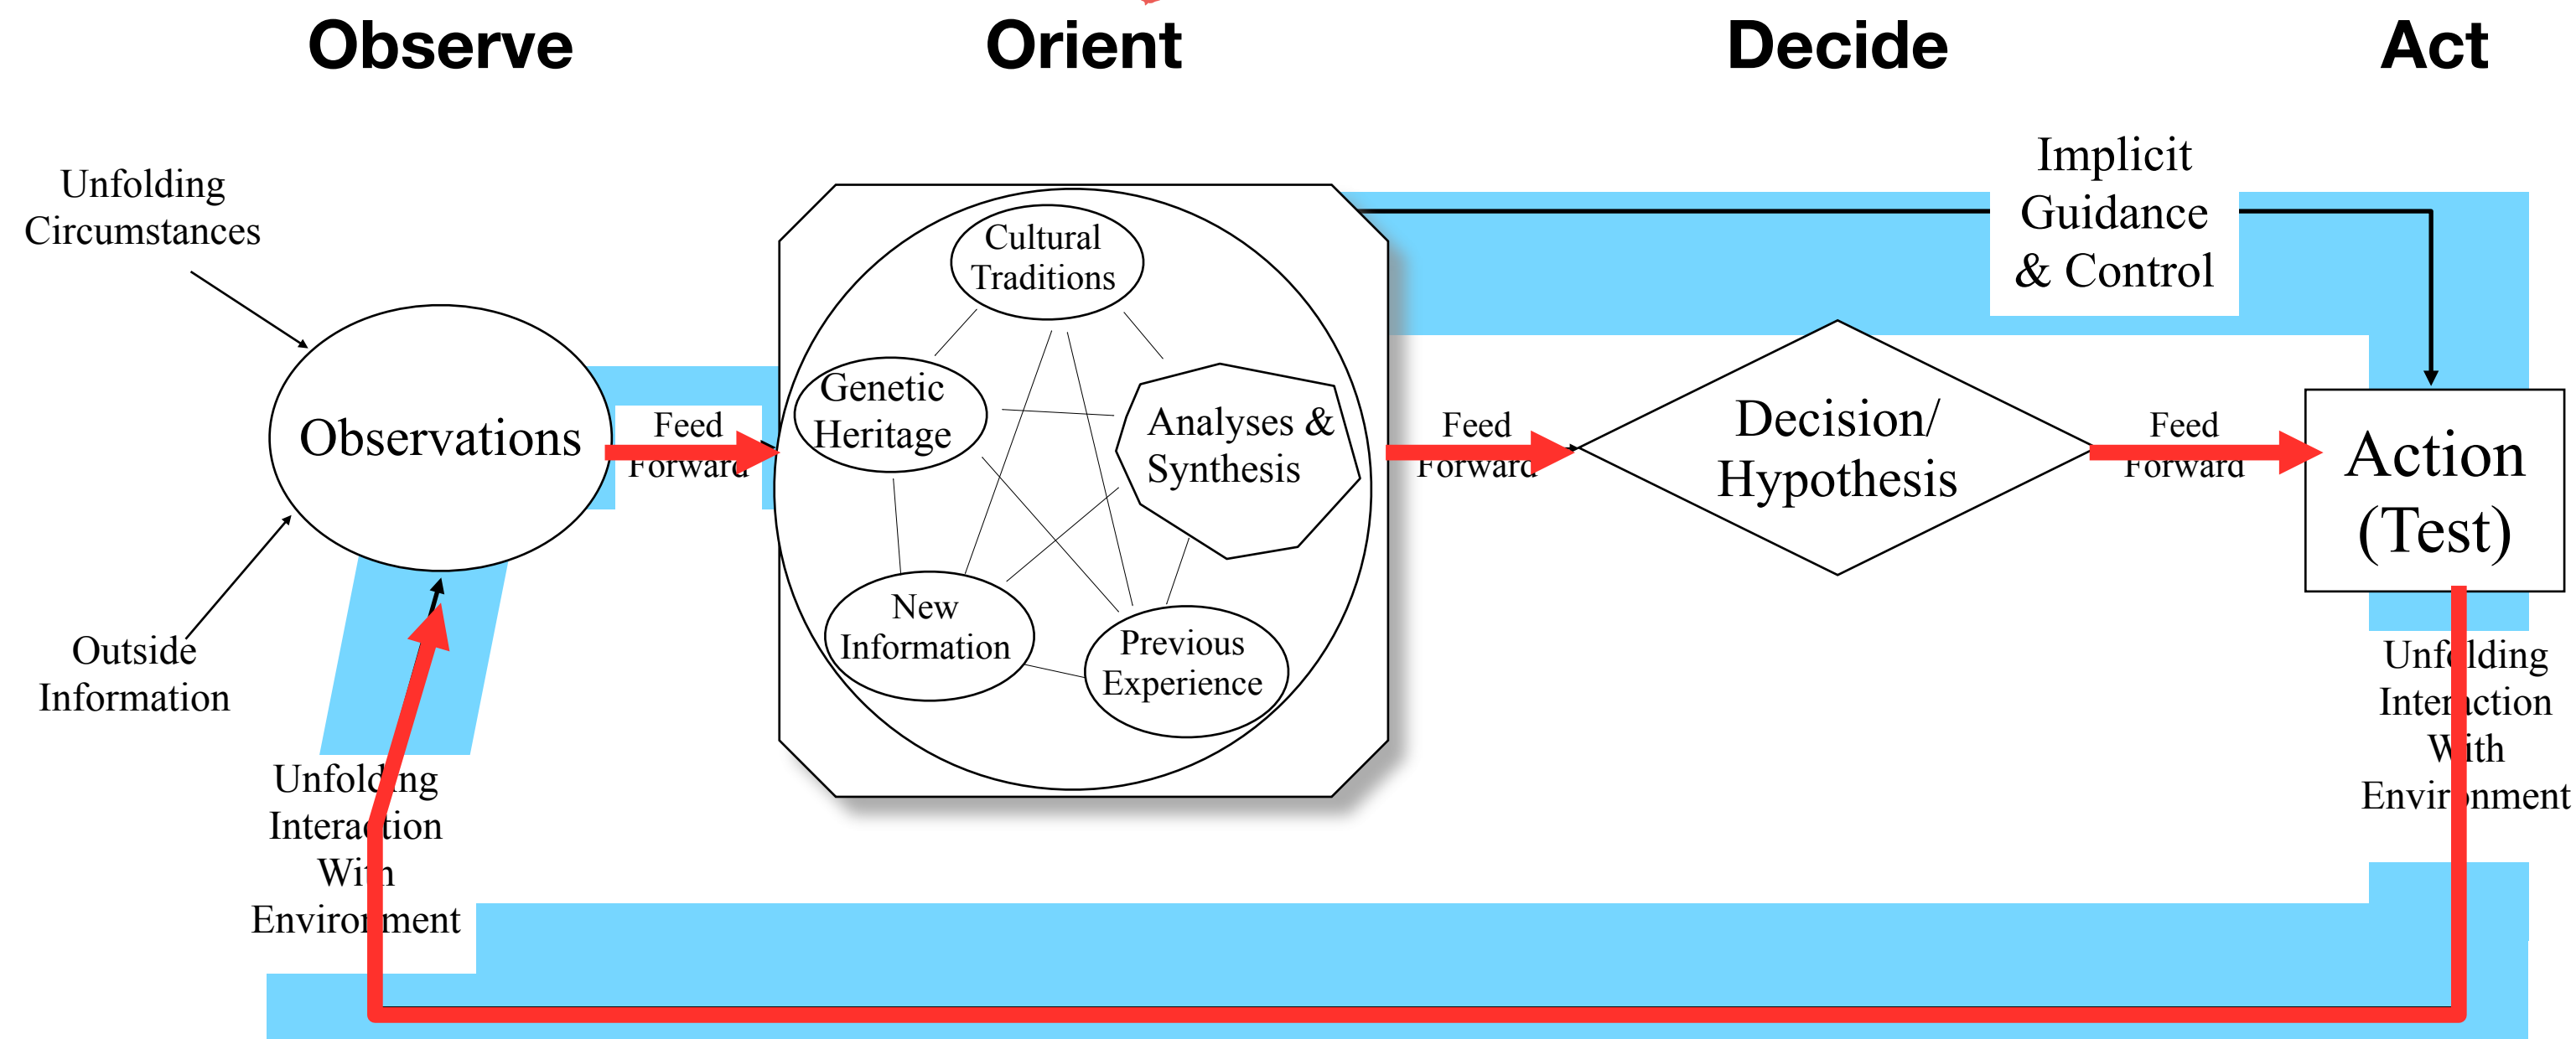 Observe
Orient
Decide
Act
Unfolding
Circumstances
Observations
Outside
Information
Unfolding
Interaction
With
Environment
Feed
Forward
Cultural
Traditions
Genetic
Heritage
Analyses &
Synthesis
New
Information
Previous
Experience
Feed
Forward
Decision/
Hypothesis
Implicit
Guidance
& Control
Feed
Forward
Action
(Test)
Unfolding
Interaction
With
Environment